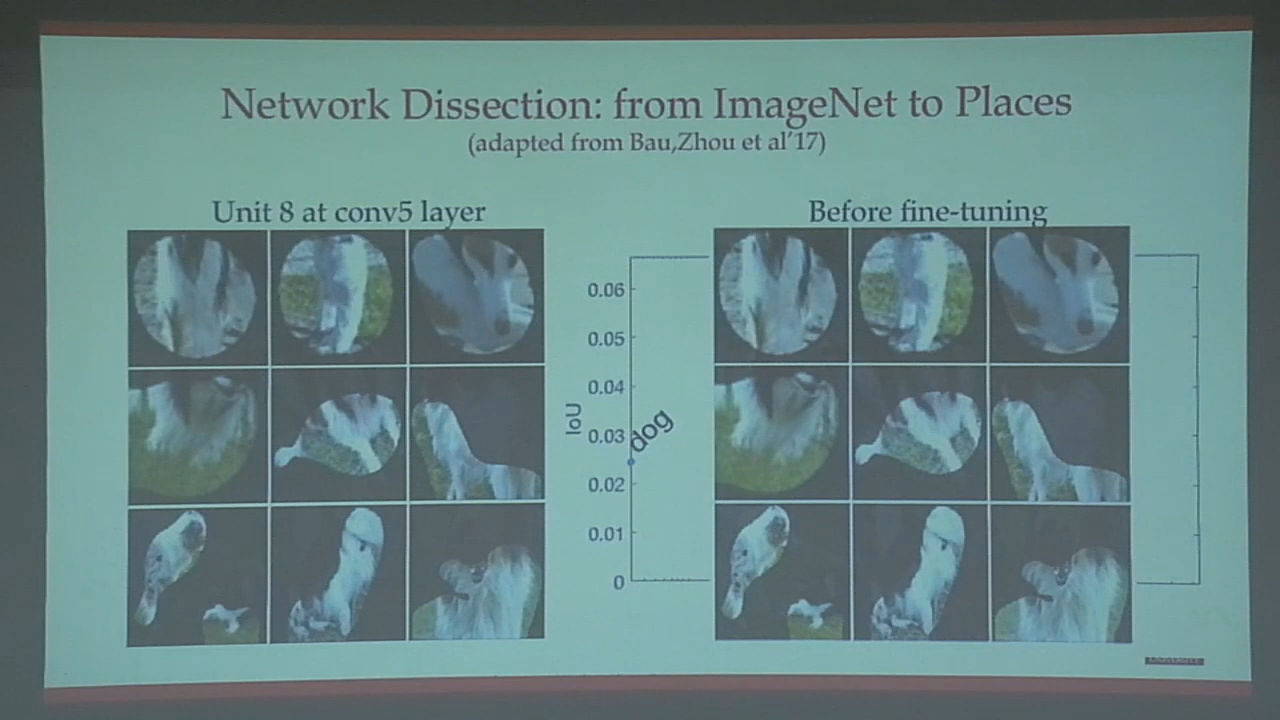 Network Dissection: from ImageNet to Places
(adapted from Bau,Zhou et al'17)
Unit 8 at conv5 layer
Before fine-tuning
0.06
0.05
0.04
0.03
0.02
0.01
0
IoU
dog